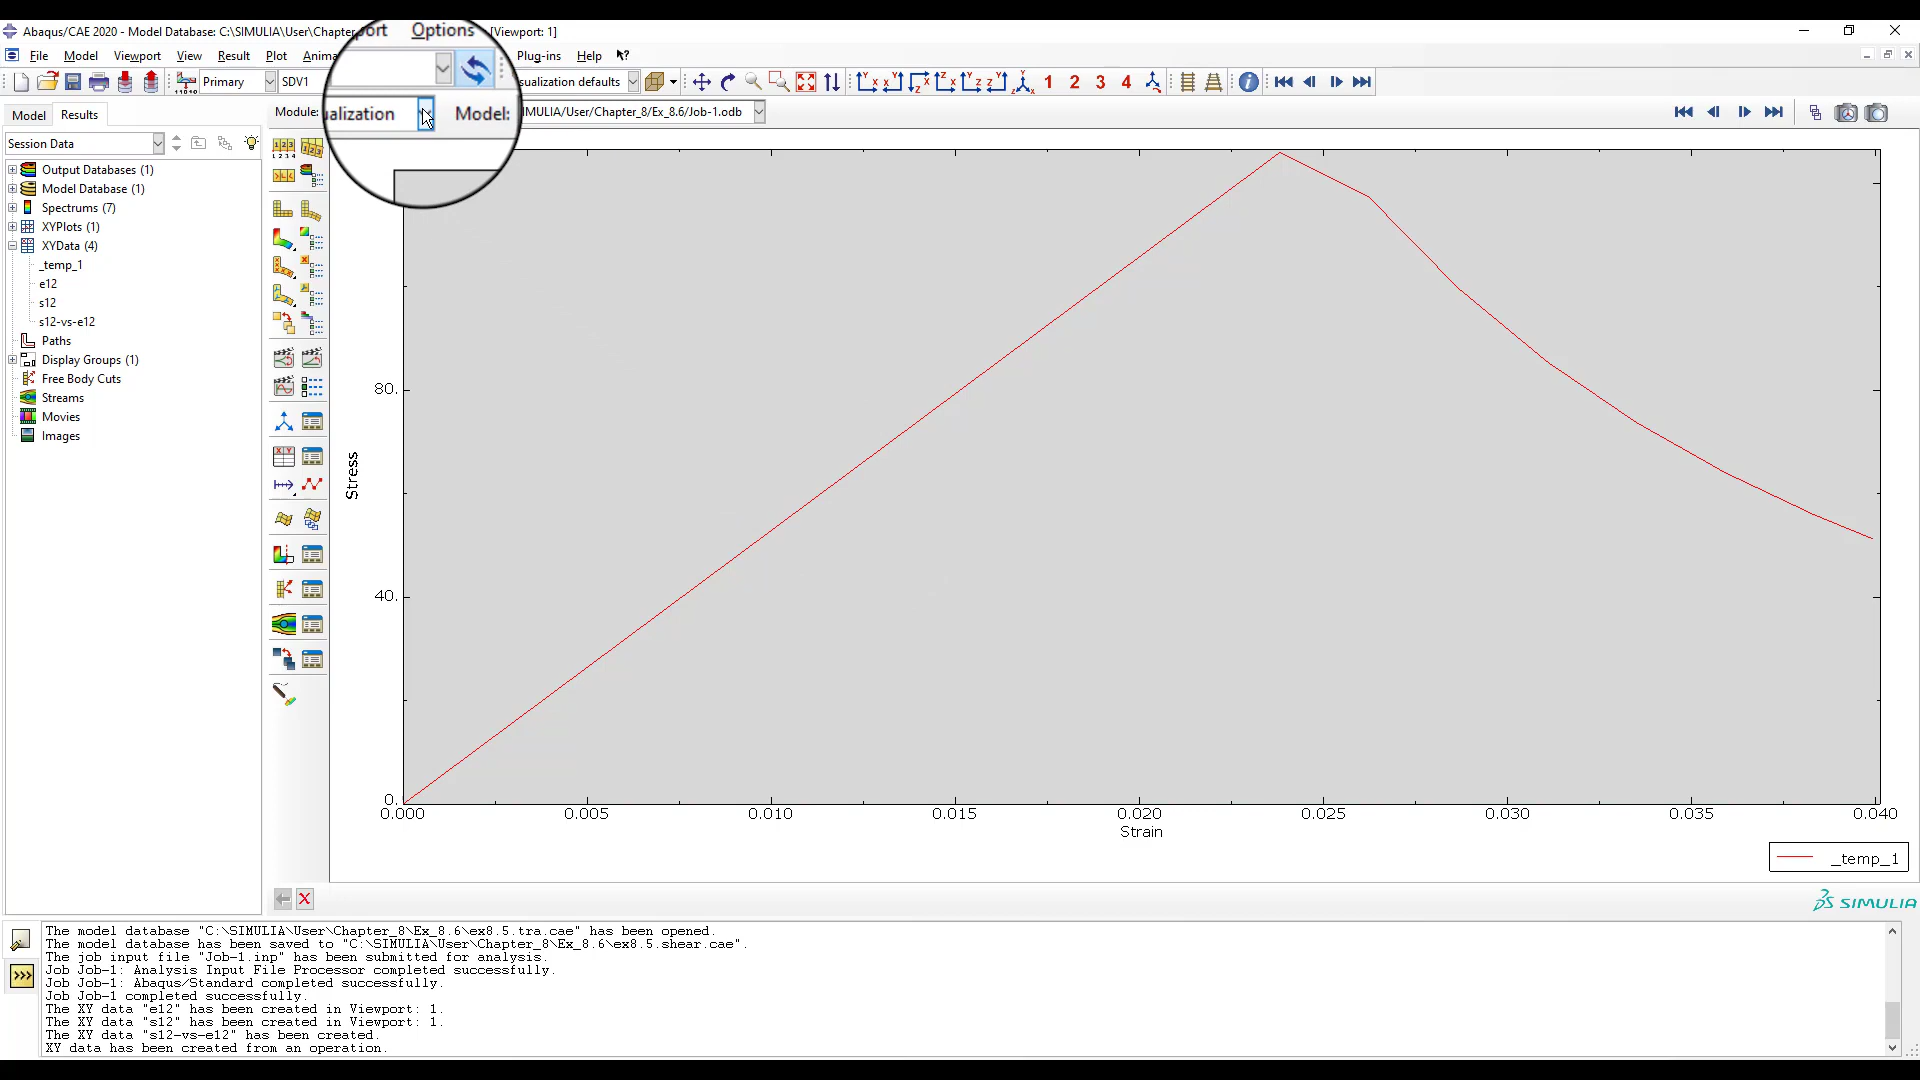 Abaqus/CAE 2020 - Model Database: C:\SIMULIA\User\Chapter
port Options
[Viewport: 1]
File Model Viewport View Result Plot Anima
Plug-ins Help
Primary SDV1
sualization defaults
1 2 3 4
Model Results
Module: alization Model:
IMULIA/User/Chapter_8/Ex_8.6/Job-1.odb
Session Data
Output Databases (1)
Model Database (1)
Spectrums (7)
XYPlots (1)
XYData (4)
_temp_1
e12
s12
s12-vs-e12
Paths
Display Groups (1)
Free Body Cuts
Streams
Movies
Images
Stress
80.
40.
0.
0.000 0.005 0.010 0.015 0.020 0.025 0.030 0.035 0.040
Strain
_temp_1
SIMULIA
The model database "C:\SIMULIA\User\Chapter_8\Ex_8.6\ex8.5.tra.cae" has been opened.
The model database has been saved to "C:\SIMULIA\User\Chapter_8\Ex_8.6\ex8.5.shear.cae".
The job input file "Job-1.inp" has been submitted for analysis.
Job Job-1: Analysis Input File Processor completed successfully.
Job Job-1: Abaqus/Standard completed successfully.
Job Job-1 completed successfully.
The XY data "e12" has been created in Viewport: 1.
The XY data "s12" has been created in Viewport: 1.
The XY data "s12-vs-e12" has been created.
XY data has been created from an operation.